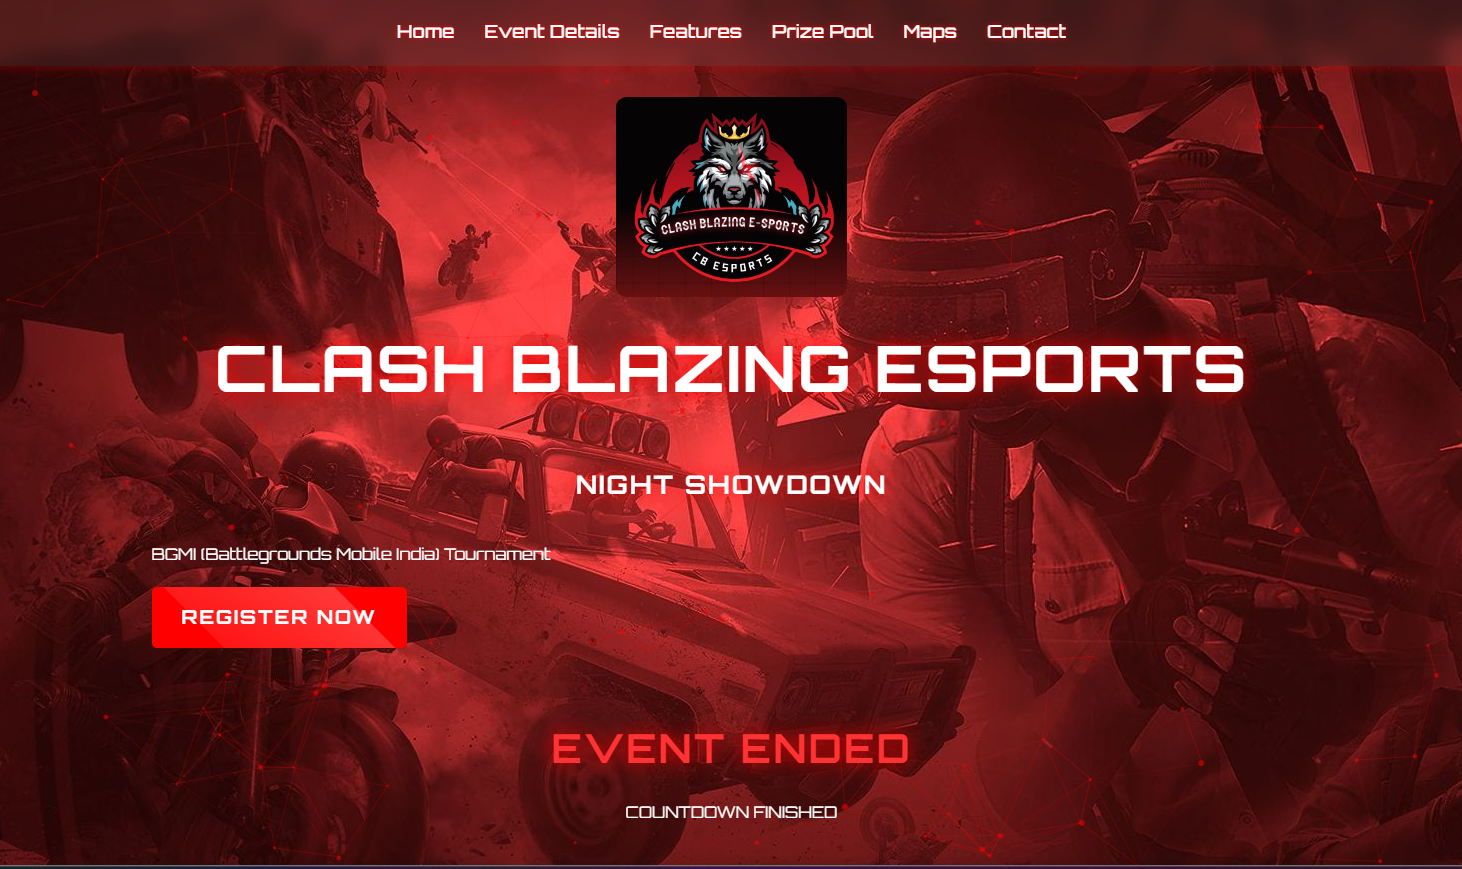 Home Event Details Features Prize Pool Maps Contact
CLASH BLAZING E-SPORTS
CB ESPORTS
CLASH BLAZING ESPORTS
NIGHT SHOWDOWN
BGMI (Battlegrounds Mobile India) Tournament
REGISTER NOW
EVENT ENDED
COUNTDOWN FINISHED